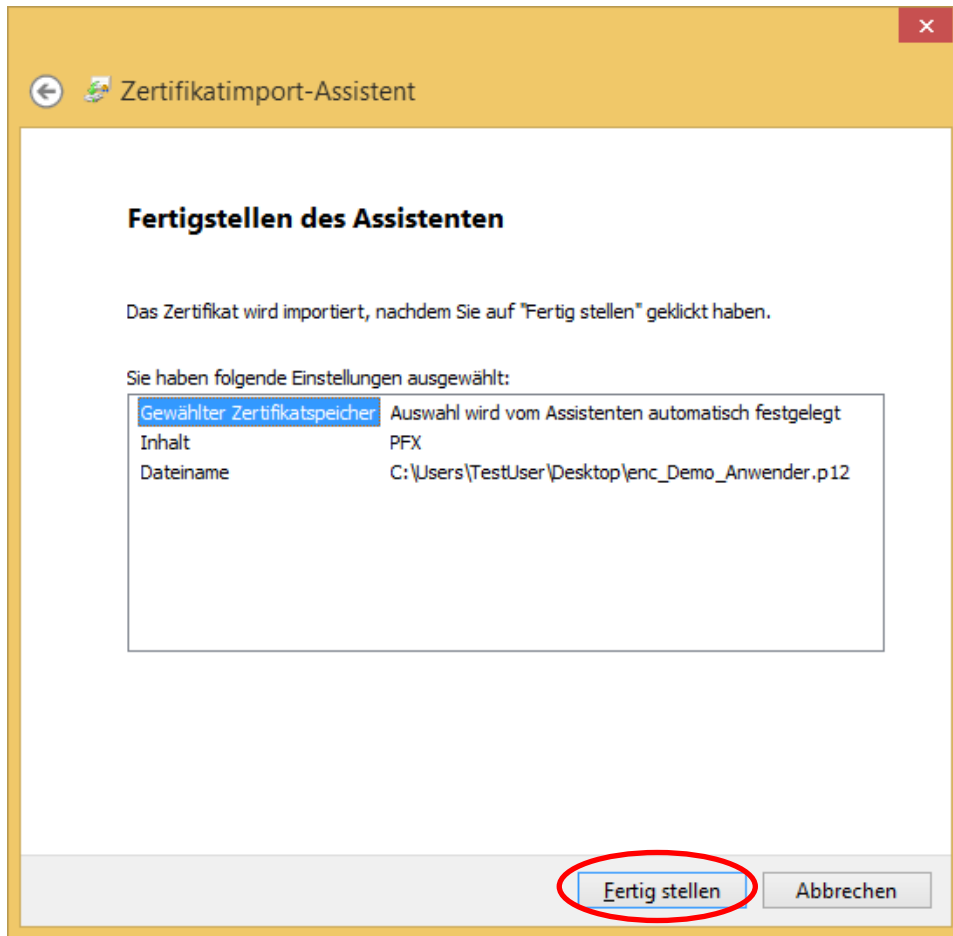 Zertifikatimport-Assistent
Fertigstellen des Assistenten
Das Zertifikat wird importiert, nachdem Sie auf "Fertig stellen" geklickt haben.
Sie haben folgende Einstellungen ausgewählt:
Gewählter Zertifikatspeicher Auswahl wird vom Assistenten automatisch festgelegt
Inhalt PFX
Dateiname C:\Users\TestUser\Desktop\enc_Demo_Anwender.p12
Fertig stellen Abbrechen